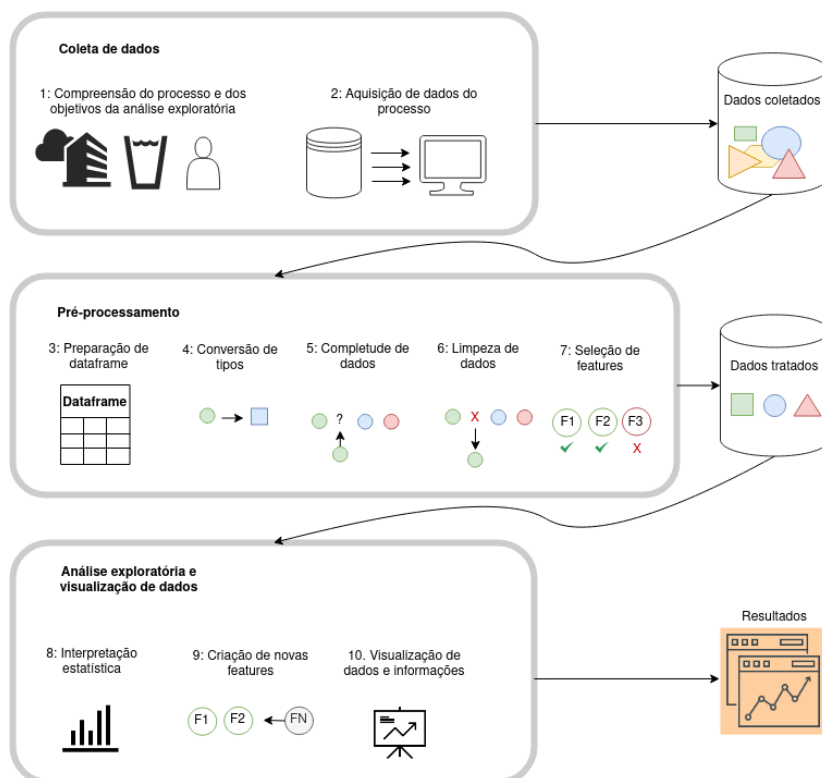 Coleta de dados
1: Compreensão do processo e dos
objetivos da análise exploratória
2: Aquisição de dados do
processo
Dados coletados
Pré-processamento
3: Preparação de
dataframe
Dataframe
4: Conversão de
tipos
5: Completude de
dados
?
6: Limpeza de
dados
X
7: Seleção de
features
F1 F2 F3
X
Dados tratados
Análise exploratória e
visualização de dados
8: Interpretação
estatística
9: Criação de novas
features
F1 F2 FN
10. Visualização de
dados e informações
Resultados